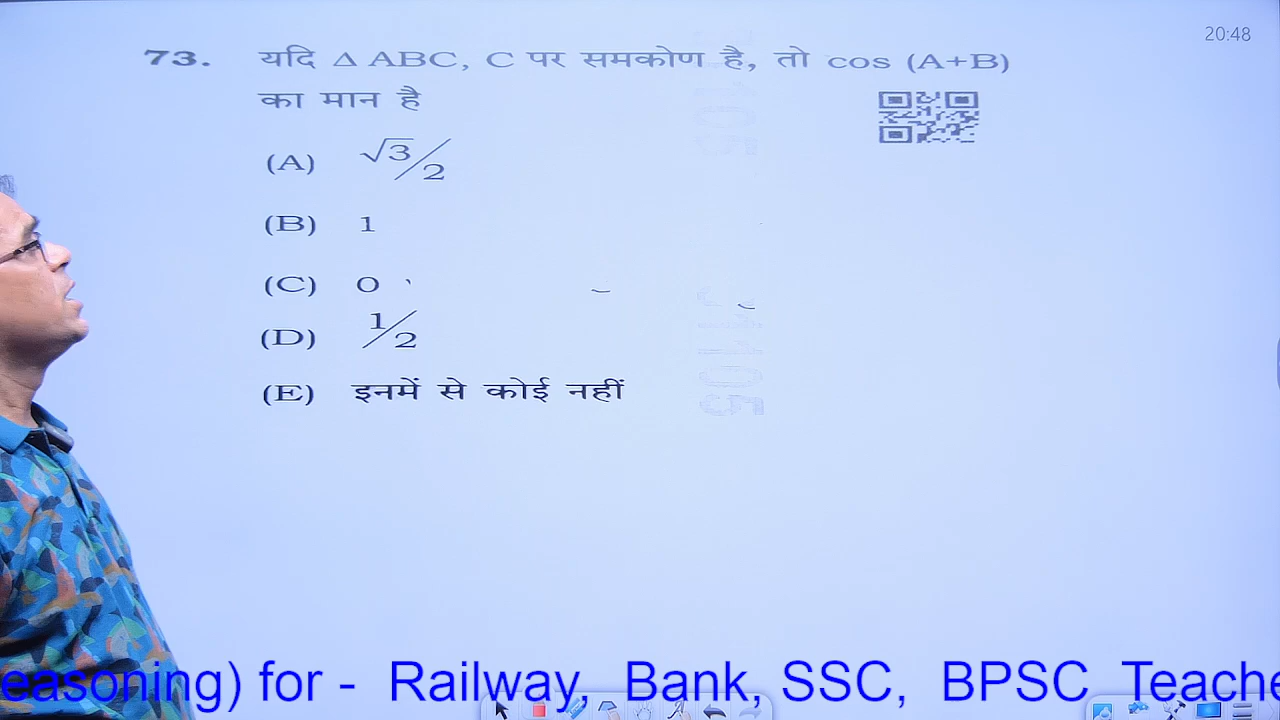 20:48
73. यदि Δ ABC, C पर समकोण है, तो cos (A+B)
का मान है
(A) √3/2
(B) 1
(C) 0
(D) 1/2
(E) इनमें से कोई नहीं
easoning) for - Railway, Bank, SSC, BPSC Teache